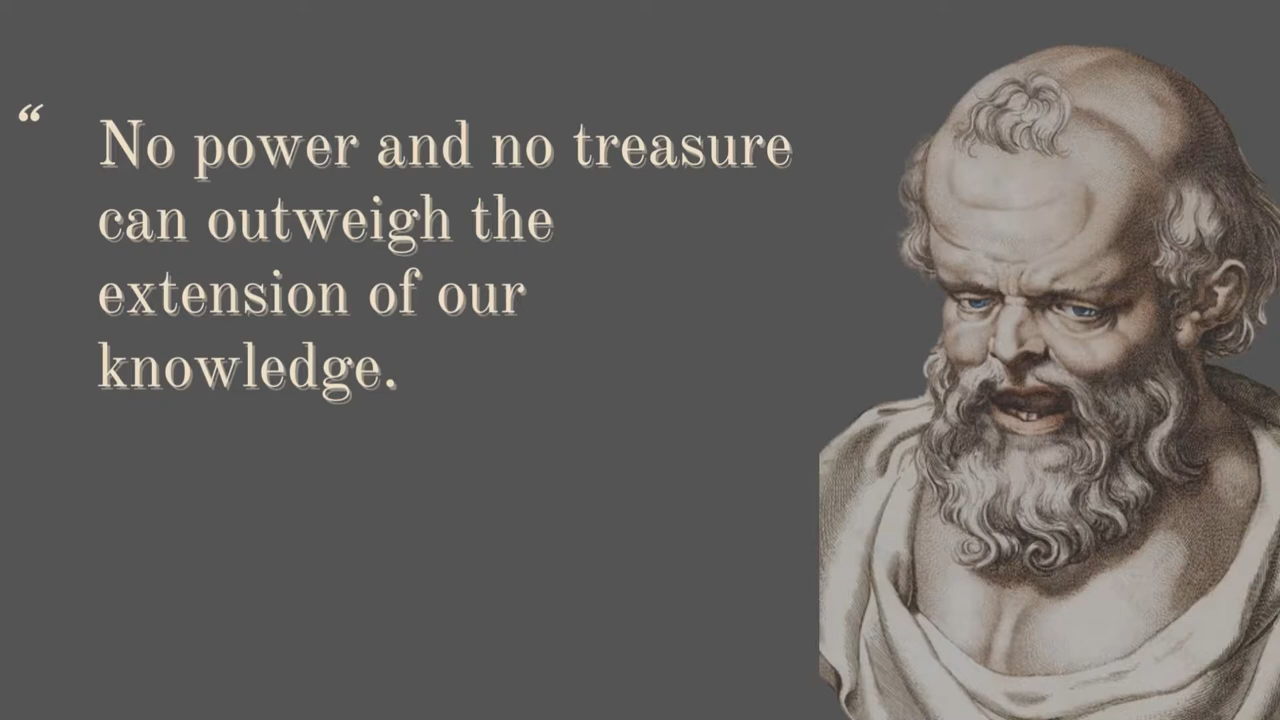 “ No power and no treasure
can outweigh the
extension of our
knowledge.